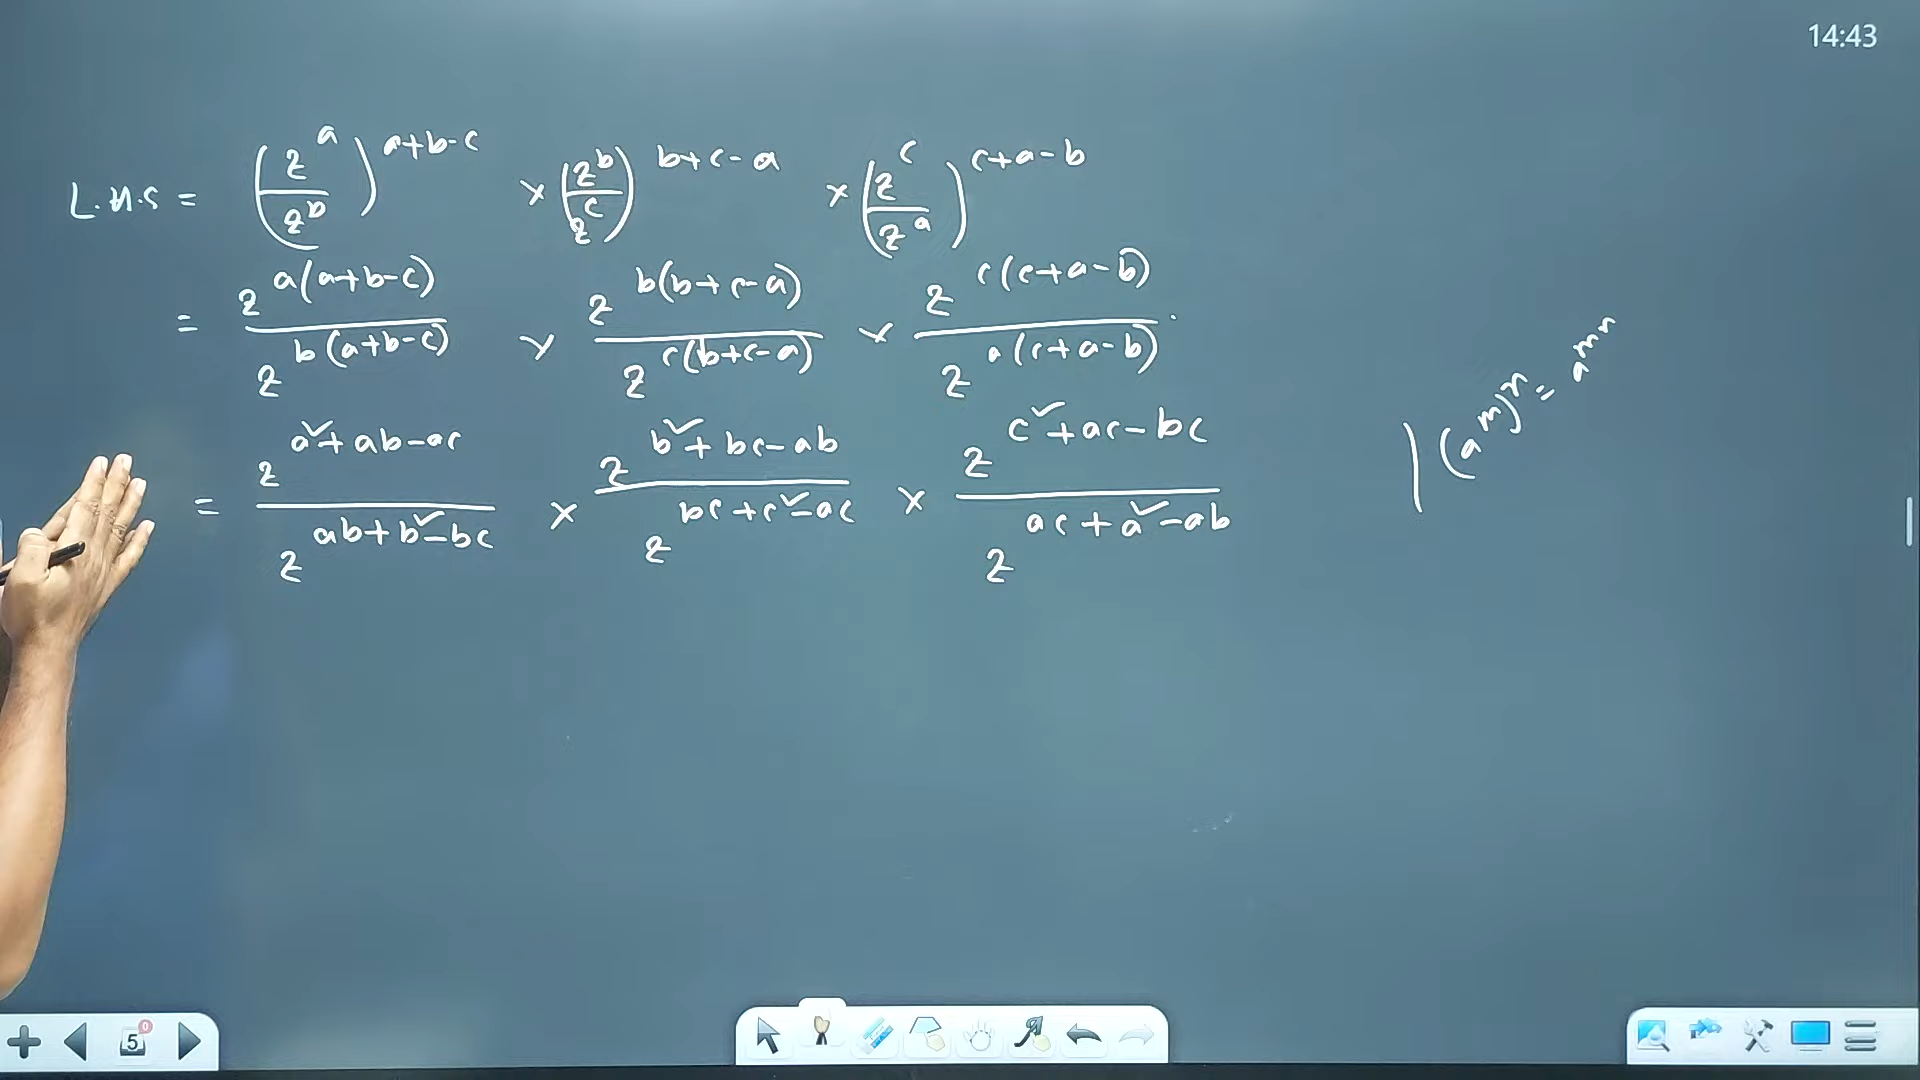 14:43
L.H.S = (z^a/z^b)^(a+b-c) × (z^b/z^c)^(b+c-a) × (z^c/z^a)^(c+a-b)
= z^(a(a+b-c))/z^(b(a+b-c)) × z^(b(b+c-a))/z^(c(b+c-a)) × z^(c(c+a-b))/z^(a(c+a-b))
= z^(a²+ab-ac)/z^(ab+b²-bc) × z^(b²+bc-ab)/z^(bc+c²-ac) × z^(c²+ac-bc)/z^(ac+a²-ab)
| (a^m)^n = a^mn
5
0